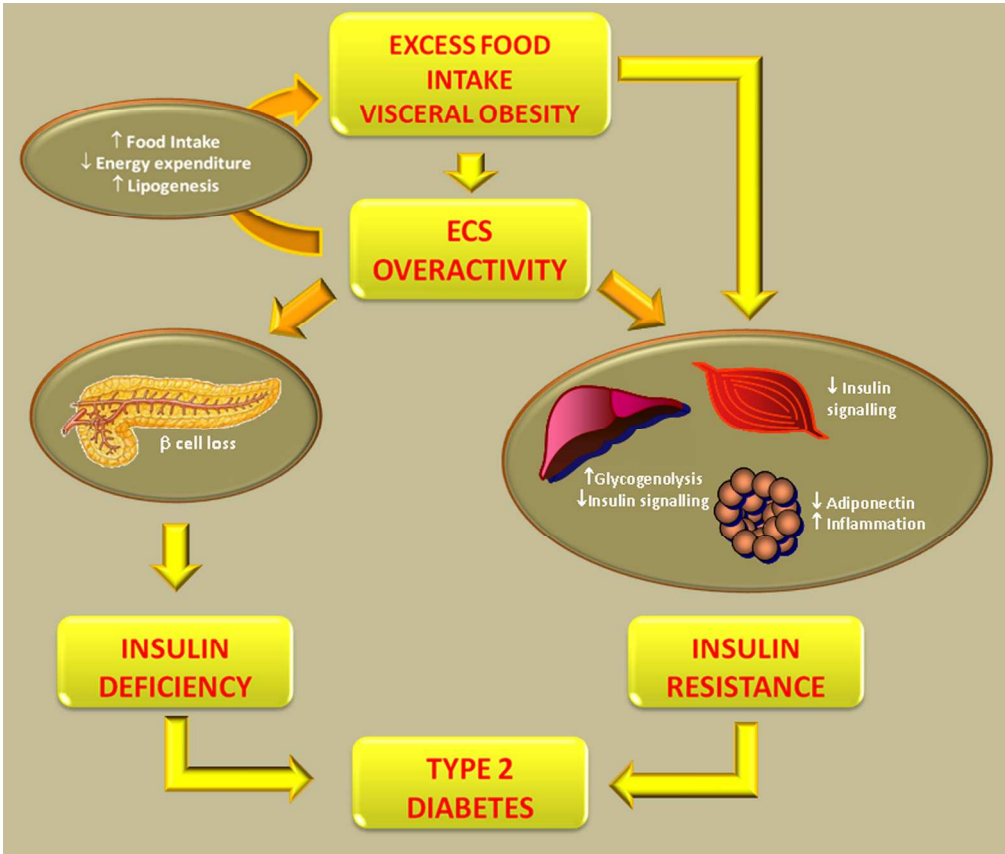 EXCESS FOOD
INTAKE
VISCERAL OBESITY
↑ Food Intake
↓ Energy expenditure
↑ Lipogenesis
ECS
OVERACTIVITY
β cell loss
↓ Insulin
signalling
↑Glycogenolysis
↓Insulin signalling
↓ Adiponectin
↑ Inflammation
INSULIN
DEFICIENCY
INSULIN
RESISTANCE
TYPE 2
DIABETES